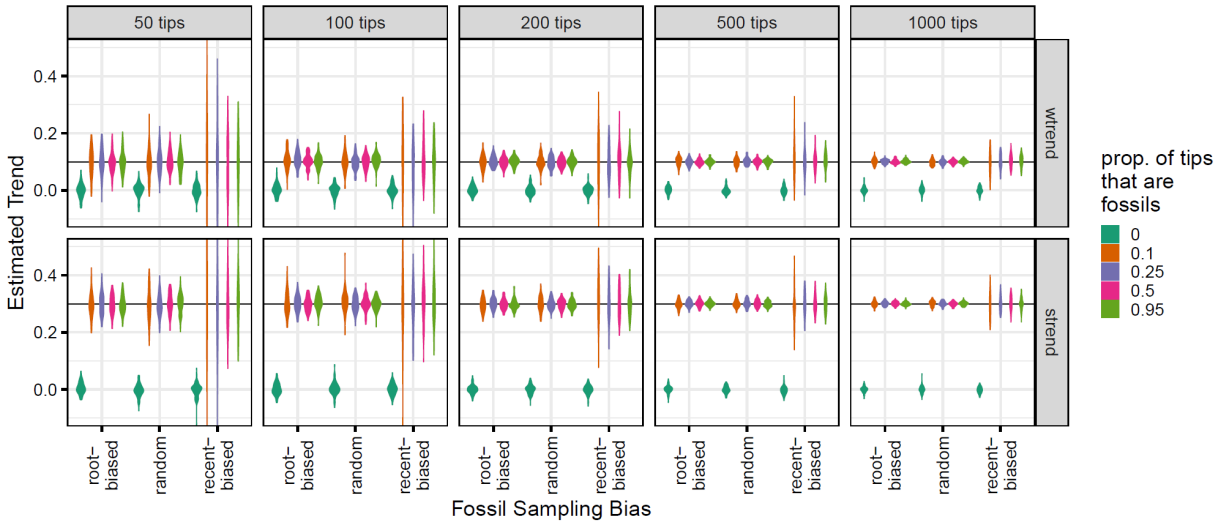 50 tips
100 tips
200 tips
500 tips
1000 tips
Estimated Trend
0.4
0.2
0.0
wtrend
0.4
0.2
0.0
strend
root-
biased
random
recent-
biased
root-
biased
random
recent-
biased
root-
biased
random
recent-
biased
root-
biased
random
recent-
biased
root-
biased
random
recent-
biased
Fossil Sampling Bias
prop. of tips
that are
fossils
0
0.1
0.25
0.5
0.95